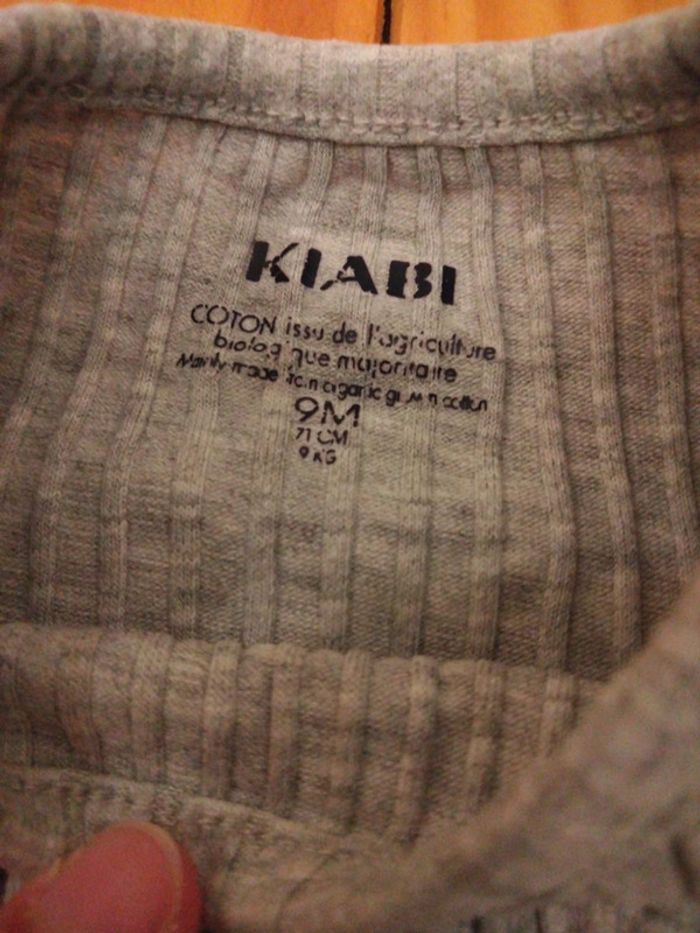 KIABI
COTON issu de l'agriculture
biologique majoritaire
Mainly made from organic grown cotton
9M
71 CM
9 KG